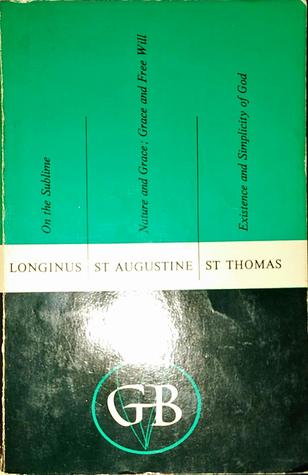 On the Sublime
Nature and Grace; Grace and Free Will
Existence and Simplicity of God
LONGINUS ST AUGUSTINE ST THOMAS
GB